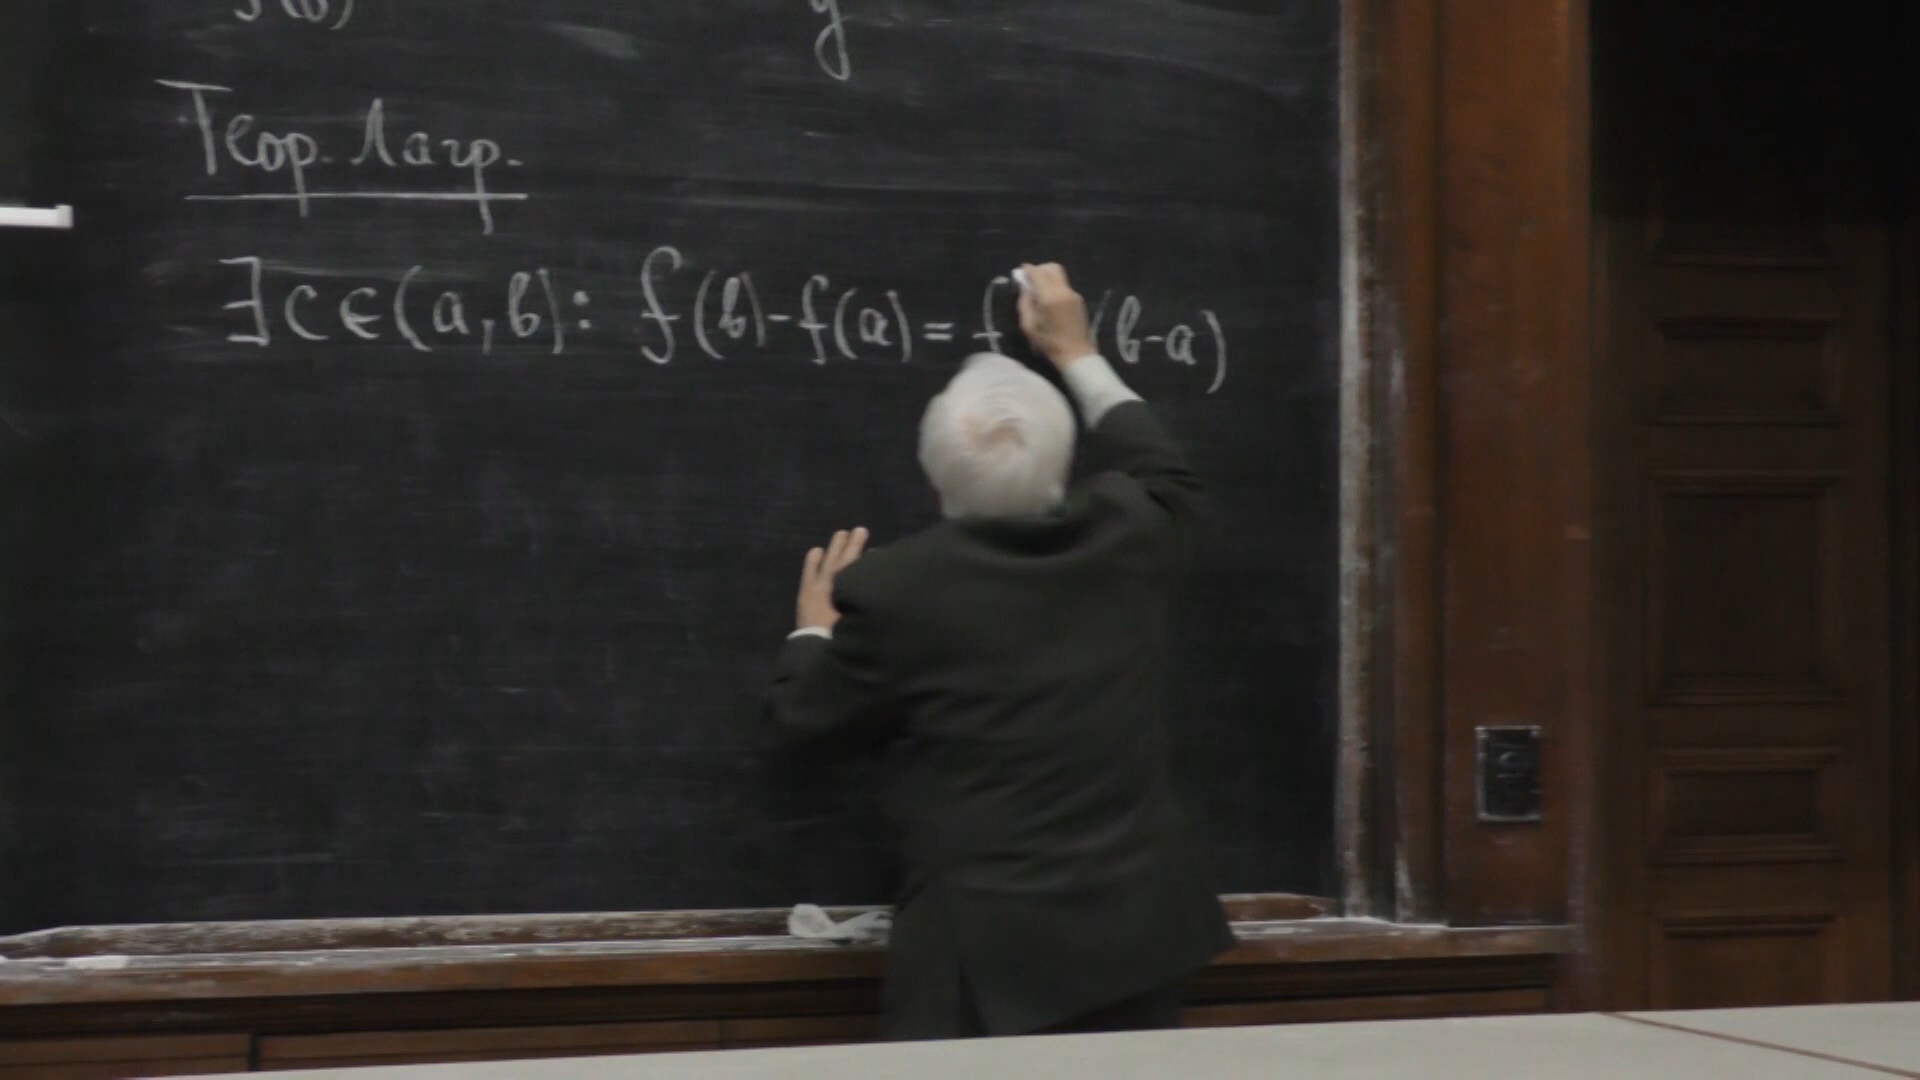 y
Теор. Лагр.
∃ c ∈ (a, b): f(b) - f(a) = f (b-a)